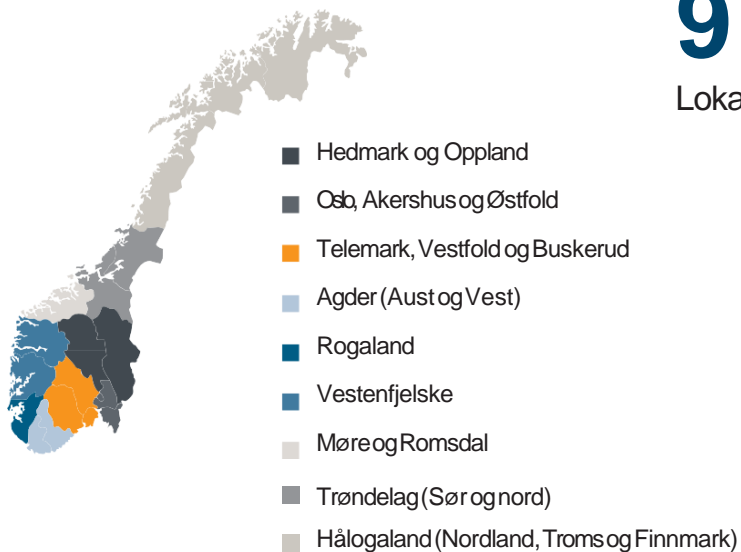 9
Loka
Hedmark og Oppland
Oslo, Akershus og Østfold
Telemark, Vestfold og Buskerud
Agder (Aust og Vest)
Rogaland
Vestenfjelske
Møre og Romsdal
Trøndelag (Sør og nord)
Hålogaland (Nordland, Troms og Finnmark)